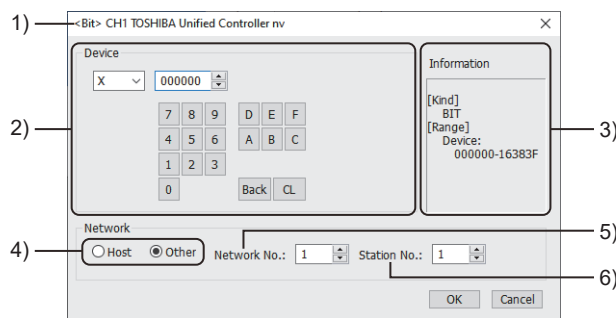 1)
<Bit> CH1 TOSHIBA Unified Controller nv
Device
X 000000
7 8 9 D E F
4 5 6 A B C
1 2 3
0 Back CL
2)
Information
[Kind]
BIT
[Range]
Device:
000000-16383F
3)
Network
4)
Host Other Network No.: 1 Station No.: 1
5)
6)
OK Cancel